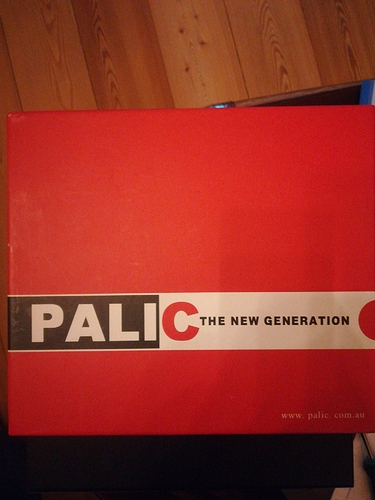 PALIC THE NEW GENERATION
www. palic. com.au